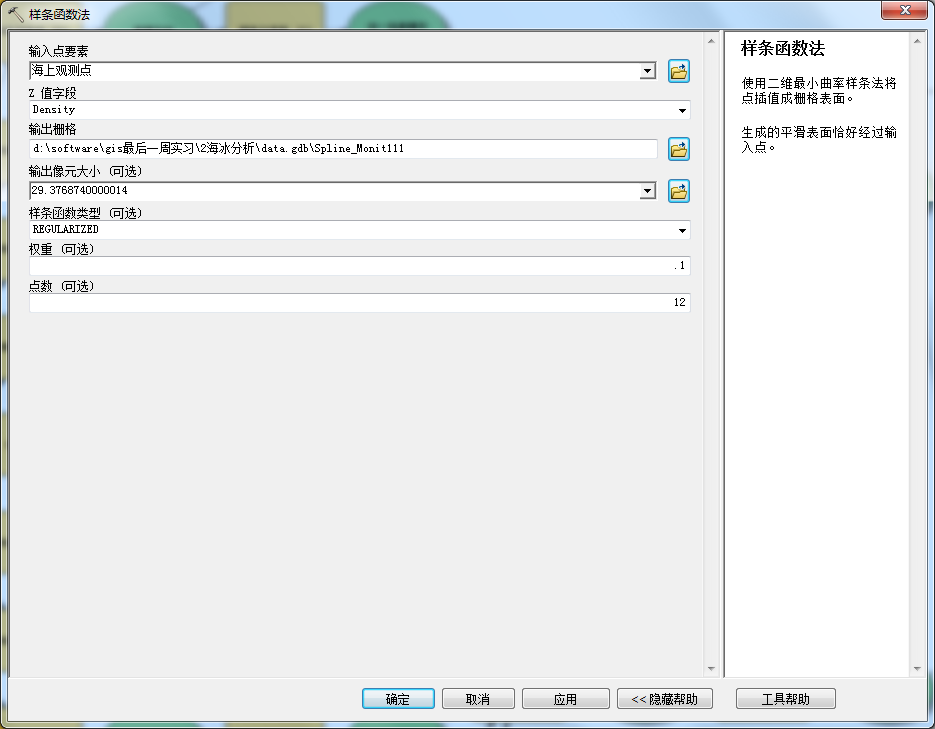 样条函数法
输入点要素
海上观测点
Z 值字段
Density
输出栅格
d:\software\gis最后一周实习\2海冰分析\data.gdb\Spline_Monit111
输出像元大小 (可选)
29.3768740000014
样条函数类型 (可选)
REGULARIZED
权重 (可选)
.1
点数 (可选)
12
样条函数法
使用二维最小曲率样条法将
点插值成栅格表面。
生成的平滑表面恰好经过输
入点。
确定
取消
应用
<< 隐藏帮助
工具帮助